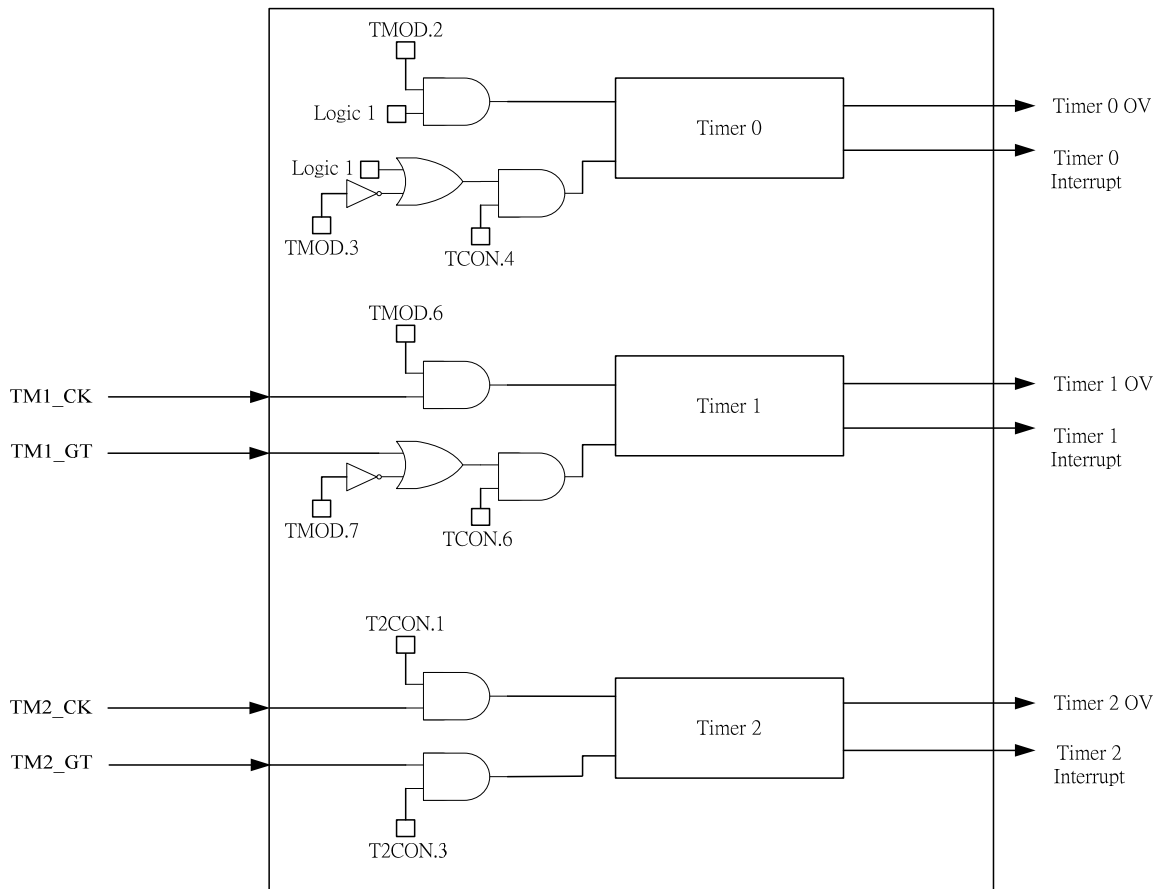 TMOD.2
Logic 1
Timer 0
Timer 0 OV
Timer 0
Interrupt
Logic 1
TMOD.3
TCON.4
TMOD.6
TM1_CK
Timer 1
Timer 1 OV
TM1_GT
Timer 1
Interrupt
TMOD.7
TCON.6
T2CON.1
TM2_CK
Timer 2
Timer 2 OV
TM2_GT
Timer 2
Interrupt
T2CON.3